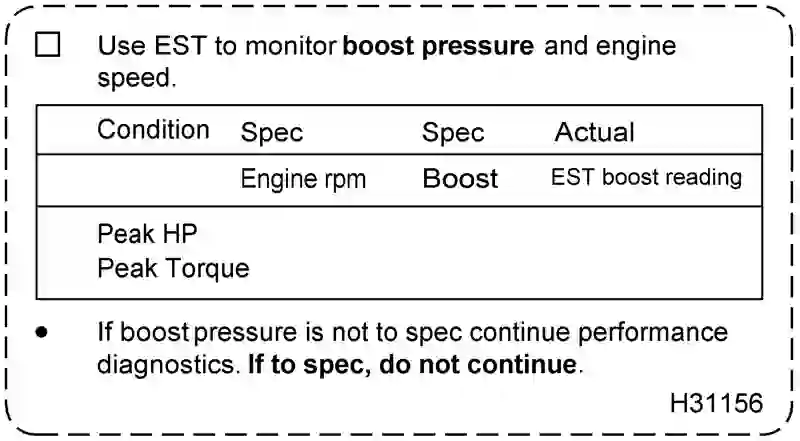 Use EST to monitor boost pressure and engine
speed.
Condition Spec Spec Actual
Engine rpm Boost EST boost reading
Peak HP
Peak Torque
• If boost pressure is not to spec continue performance
diagnostics. If to spec, do not continue.
H31156